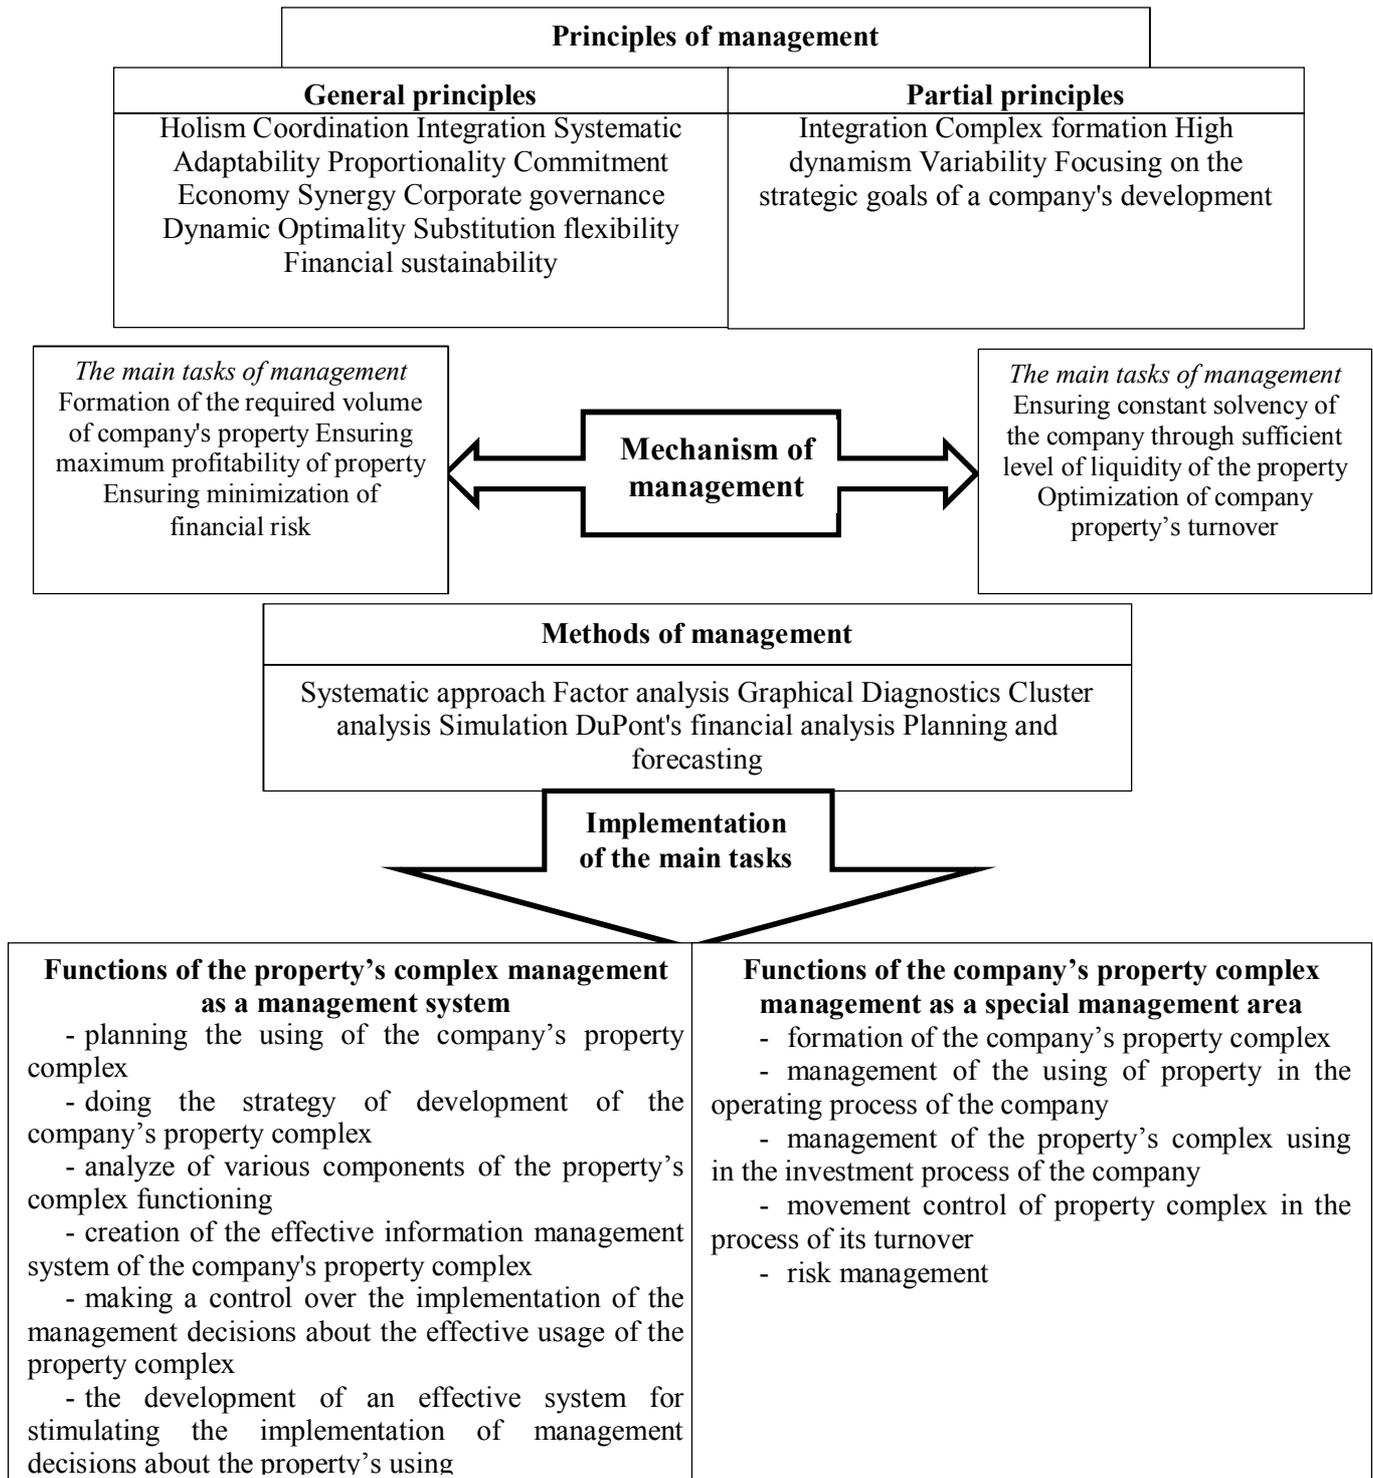 Principles of management
General principles
Holism Coordination Integration Systematic
Adaptability Proportionality Commitment
Economy Synergy Corporate governance
Dynamic Optimality Substitution flexibility
Financial sustainability
Partial principles
Integration Complex formation High
dynamism Variability Focusing on the
strategic goals of a company's development
The main tasks of management
Formation of the required volume
of company's property Ensuring
maximum profitability of property
Ensuring minimization of
financial risk
Mechanism of
management
The main tasks of management
Ensuring constant solvency of
the company through sufficient
level of liquidity of the property
Optimization of company
property’s turnover
Methods of management
Systematic approach Factor analysis Graphical Diagnostics Cluster
analysis Simulation DuPont's financial analysis Planning and
forecasting
Implementation
of the main tasks
Functions of the property’s complex management
as a management system
- planning the using of the company’s property
complex
- doing the strategy of development of the
company’s property complex
- analyze of various components of the property’s
complex functioning
- creation of the effective information management
system of the company's property complex
- making a control over the implementation of the
management decisions about the effective usage of the
property complex
- the development of an effective system for
stimulating the implementation of management
decisions about the property’s using
Functions of the company’s property complex
management as a special management area
- formation of the company’s property complex
- management of the using of property in the
operating process of the company
- management of the property’s complex using
in the investment process of the company
- movement control of property complex in the
process of its turnover
- risk management